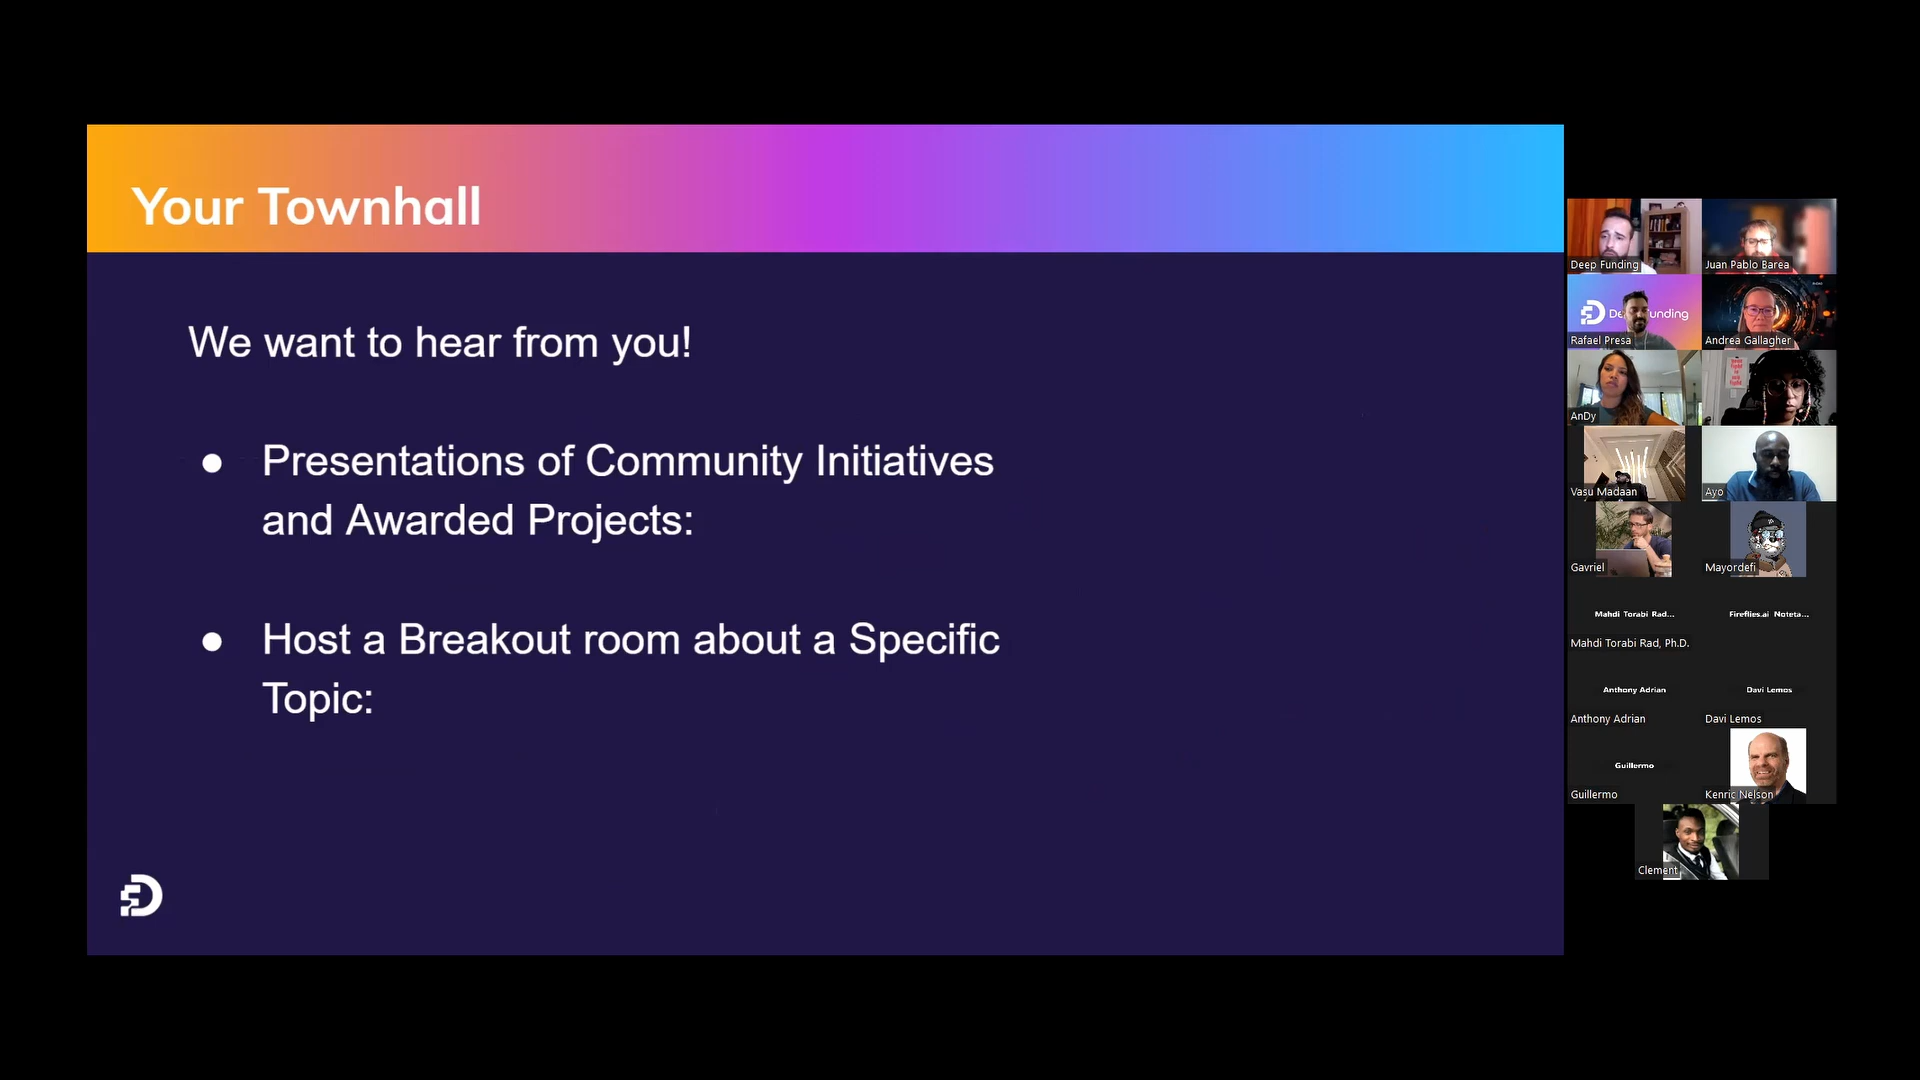 Your Townhall
We want to hear from you!
● Presentations of Community Initiatives
and Awarded Projects:
● Host a Breakout room about a Specific
Topic:
Deep Funding
Juan Pablo Barea
Rafael Presa
Andrea Gallagher
AnDy
Vasu Madaan
Ayo
Gavriel
Mayordefi
Mahdi Torabi Rad...
Fireflies.ai Noteta...
Mahdi Torabi Rad, Ph.D.
Anthony Adrian
Davi Lemos
Anthony Adrian
Davi Lemos
Guillermo
Guillermo
Kenric Nelson
Clement